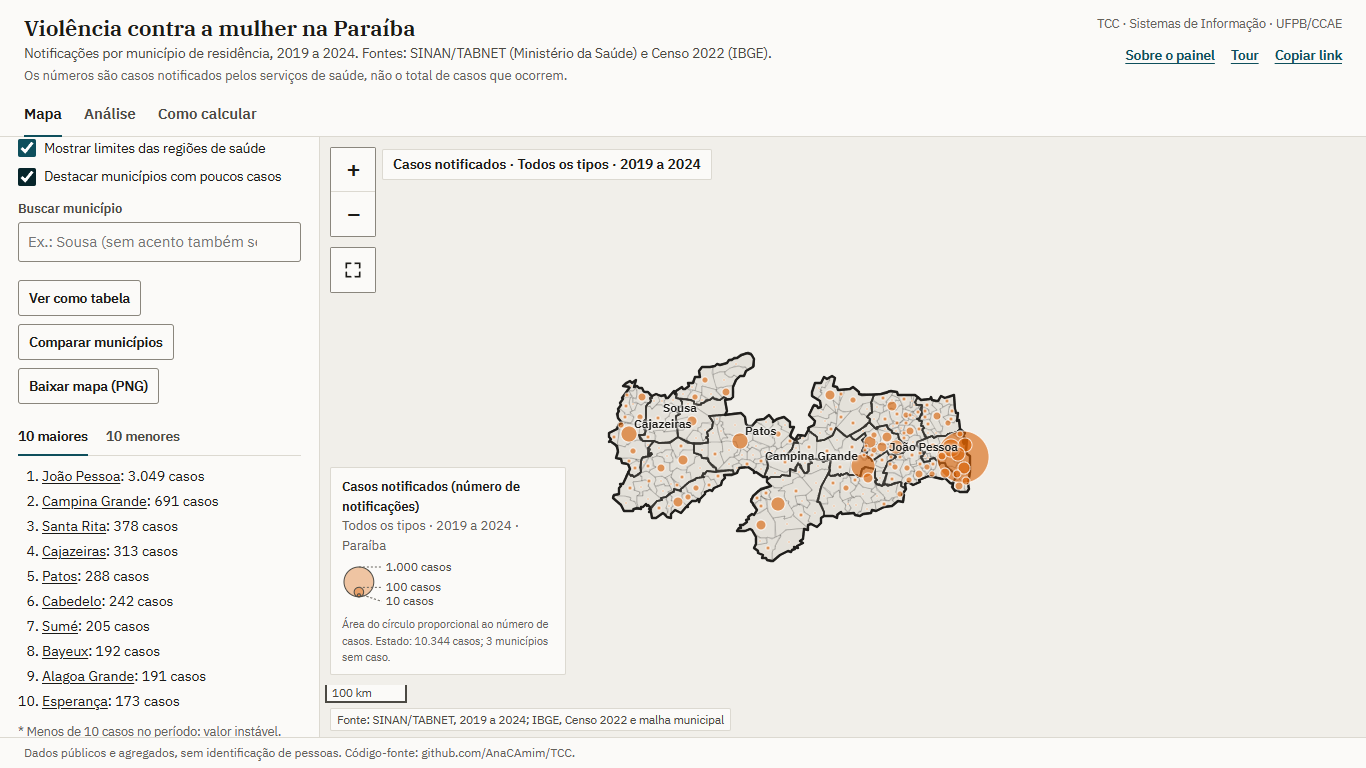 Violência contra a mulher na Paraíba
Notificações por município de residência, 2019 a 2024. Fontes: SINAN/TABNET (Ministério da Saúde) e Censo 2022 (IBGE).
Os números são casos notificados pelos serviços de saúde, não o total de casos que ocorrem.
TCC · Sistemas de Informação · UFPB/CCAE
Sobre o painel Tour Copiar link
Mapa Análise Como calcular
Mostrar limites das regiões de saúde
Destacar municípios com poucos casos
Buscar município
Ex.: Sousa (sem acento também se
Ver como tabela
Comparar municípios
Baixar mapa (PNG)
10 maiores 10 menores
1. João Pessoa: 3.049 casos
2. Campina Grande: 691 casos
3. Santa Rita: 378 casos
4. Cajazeiras: 313 casos
5. Patos: 288 casos
6. Cabedelo: 242 casos
7. Sumé: 205 casos
8. Bayeux: 192 casos
9. Alagoa Grande: 191 casos
10. Esperança: 173 casos
* Menos de 10 casos no período: valor instável.
+
−
Casos notificados · Todos os tipos · 2019 a 2024
Sousa
Cajazeiras
Patos
Campina Grande
João Pessoa
Casos notificados (número de
notificações)
Todos os tipos · 2019 a 2024 ·
Paraíba
1.000 casos
100 casos
10 casos
Área do círculo proporcional ao número de
casos. Estado: 10.344 casos; 3 municípios
sem caso.
100 km
Fonte: SINAN/TABNET, 2019 a 2024; IBGE, Censo 2022 e malha municipal
Dados públicos e agregados, sem identificação de pessoas. Código-fonte: github.com/AnaCAmim/TCC.